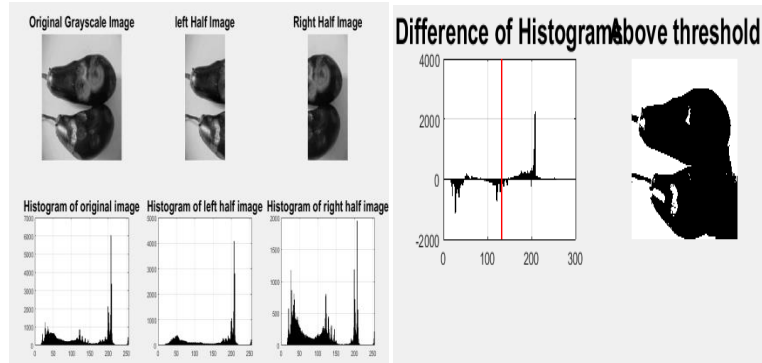 Original Grayscale Image
left Half Image
Right Half Image
Histogram of original image
Histogram of left half image
Histogram of right half image
7000
6000
5000
4000
3000
2000
1000
0
0 50 100 150 200 250
5000
4000
3000
2000
1000
0
0 50 100 150 200 250
2000
1500
1000
500
0
0 50 100 150 200 250
Difference of Histograms
Above threshold
4000
2000
0
-2000
0 100 200 300